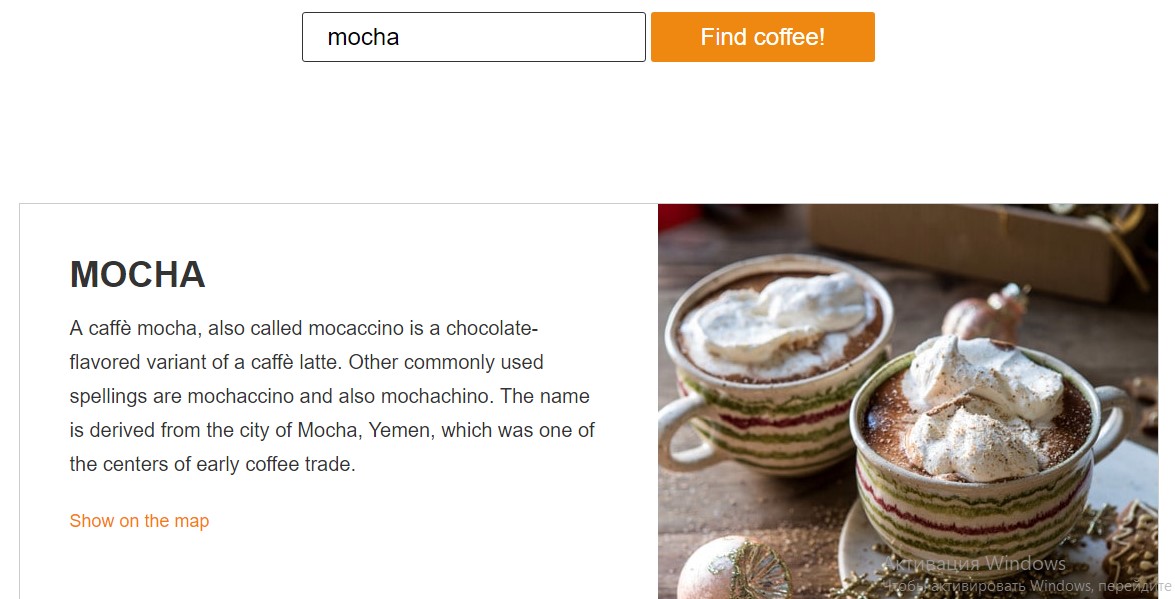 mocha
Find coffee!
MOCHA
A caffè mocha, also called mocaccino is a chocolate-
flavored variant of a caffè latte. Other commonly used
spellings are mochaccino and also mochachino. The name
is derived from the city of Mocha, Yemen, which was one of
the centers of early coffee trade.
Show on the map
Активация Windows
Чтобы активировать Windows, перейдите